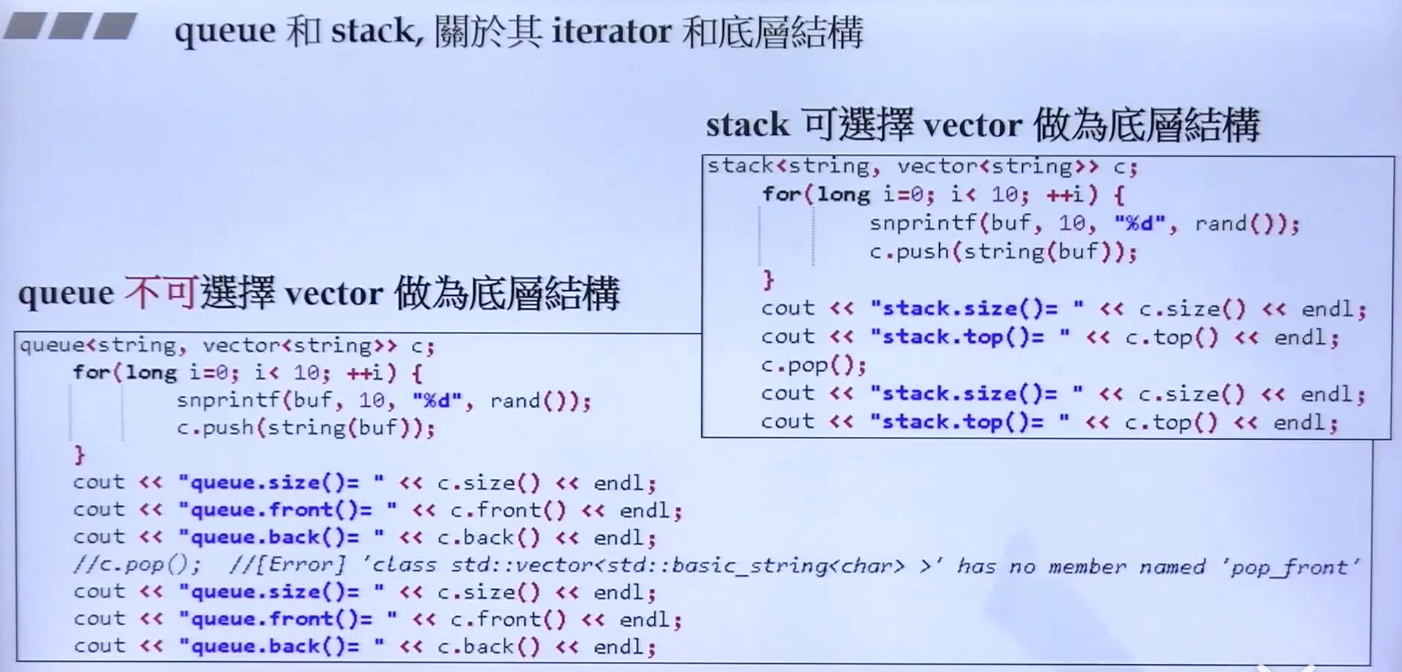 queue 和 stack, 關於其 iterator 和底層結構
stack 可選擇 vector 做為底層結構
stack<string, vector<string>> c;
for(long i=0; i< 10; ++i) {
snprintf(buf, 10, "%d", rand());
c.push(string(buf));
}
cout << "stack.size()= " << c.size() << endl;
cout << "stack.top()= " << c.top() << endl;
c.pop();
cout << "stack.size()= " << c.size() << endl;
cout << "stack.top()= " << c.top() << endl;
queue 不可選擇 vector 做為底層結構
queue<string, vector<string>> c;
for(long i=0; i< 10; ++i) {
snprintf(buf, 10, "%d", rand());
c.push(string(buf));
}
cout << "queue.size()= " << c.size() << endl;
cout << "queue.front()= " << c.front() << endl;
cout << "queue.back()= " << c.back() << endl;
//c.pop(); //[Error] 'class std::vector<std::basic_string<char> >' has no member named 'pop_front'
cout << "queue.size()= " << c.size() << endl;
cout << "queue.front()= " << c.front() << endl;
cout << "queue.back()= " << c.back() << endl;